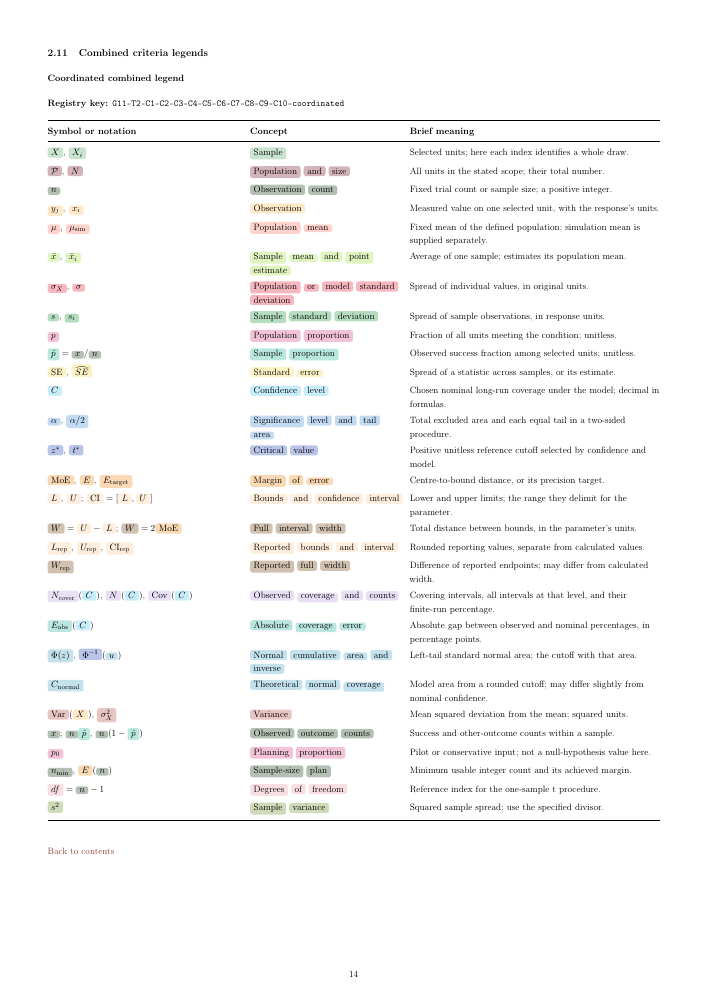 2.11 Combined criteria legends
Coordinated combined legend
Registry key: G11-T2-C1-C2-C3-C4-C5-C6-C7-C8-C9-C10-coordinated
Symbol or notation Concept Brief meaning
X, X_i Sample Selected units; here each index identifies a whole draw.
𝒫, N Population and size All units in the stated scope; their total number.
n Observation count Fixed trial count or sample size; a positive integer.
y_j, x_i Observation Measured value on one selected unit, with the response's units.
μ, μ_sim Population mean Fixed mean of the defined population; simulation mean is
supplied separately.
x̄, x̄_i Sample mean and point Average of one sample; estimates its population mean.
estimate
σ_X, σ Population or model standard Spread of individual values, in original units.
deviation
s, s_i Sample standard deviation Spread of sample observations, in response units.
p Population proportion Fraction of all units meeting the condition; unitless.
p̂ = x/n Sample proportion Observed success fraction among selected units; unitless.
SE, \widehat{SE} Standard error Spread of a statistic across samples, or its estimate.
C Confidence level Chosen nominal long-run coverage under the model; decimal in
formulas.
α, α/2 Significance level and tail Total excluded area and each equal tail in a two-sided
area procedure.
z*, t* Critical value Positive unitless reference cutoff selected by confidence and
model.
MoE, E, E_target Margin of error Centre-to-bound distance, or its precision target.
L, U; CI = [L, U] Bounds and confidence interval Lower and upper limits; the range they delimit for the
parameter.
W = U − L; W = 2 MoE Full interval width Total distance between bounds, in the parameter's units.
L_rep, U_rep, CI_rep Reported bounds and interval Rounded reporting values, separate from calculated values.
W_rep Reported full width Difference of reported endpoints; may differ from calculated
width.
N_cover(C), N(C), Cov(C) Observed coverage and counts Covering intervals, all intervals at that level, and their
finite-run percentage.
E_abs(C) Absolute coverage error Absolute gap between observed and nominal percentages, in
percentage points.
Φ(z), Φ⁻¹(u) Normal cumulative area and Left-tail standard normal area; the cutoff with that area.
inverse
C_normal Theoretical normal coverage Model area from a rounded cutoff; may differ slightly from
nominal confidence.
Var(X), σ²_X Variance Mean squared deviation from the mean; squared units.
x; n p̂, n(1 − p̂) Observed outcome counts Success and other-outcome counts within a sample.
p₀ Planning proportion Pilot or conservative input; not a null-hypothesis value here.
n_min, E(n) Sample-size plan Minimum usable integer count and its achieved margin.
df = n − 1 Degrees of freedom Reference index for the one-sample t procedure.
s² Sample variance Squared sample spread; use the specified divisor.
Back to contents
14